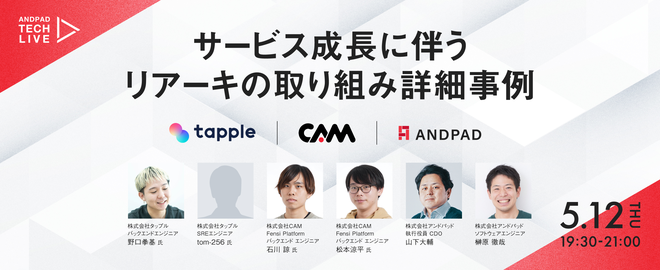 ANDPAD
TECH
LIVE
サービス成長に伴う
リアーキの取り組み詳細事例
tapple
CAM
ANDPAD
株式会社タップル
バックエンドエンジニア
野口拳基 氏
株式会社タップル
SREエンジニア
tom-256 氏
株式会社CAM
Fensi Platform
バックエンド エンジニア
石川 諒 氏
株式会社CAM
Fensi Platform
バックエンド エンジニア
松本涼平 氏
株式会社アンドパッド
執行役員 CDO
山下大輔
株式会社アンドパッド
ソフトウェアエンジニア
榊原 徹哉
5.12 THU
19:30-21:00